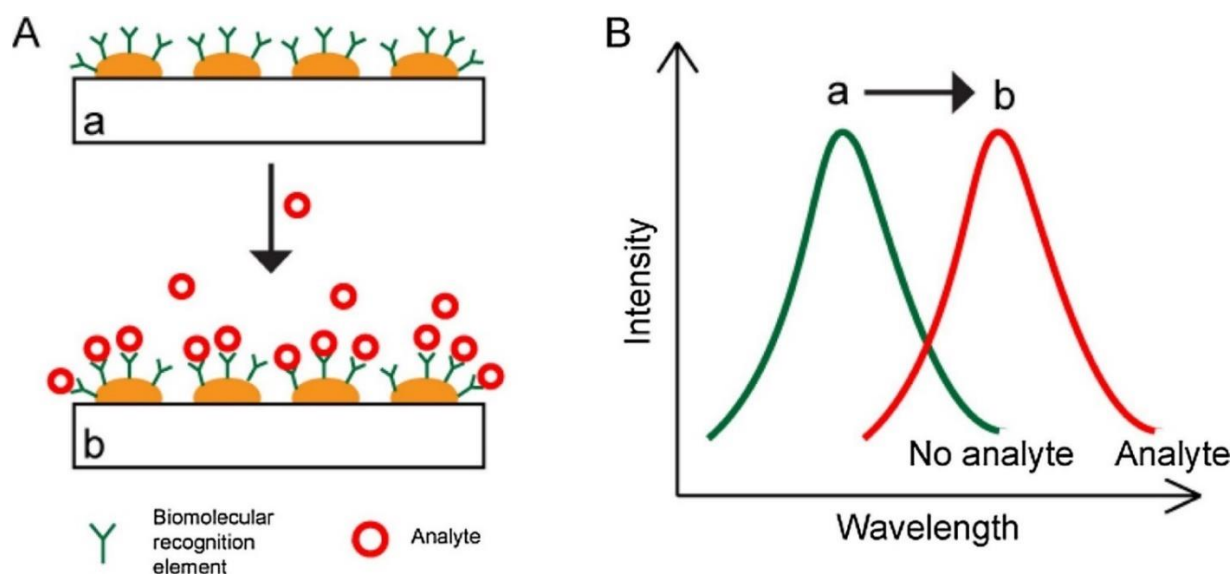 A
a
b
Biomolecular
recognition
element
Analyte
B
a
b
Intensity
No analyte
Analyte
Wavelength